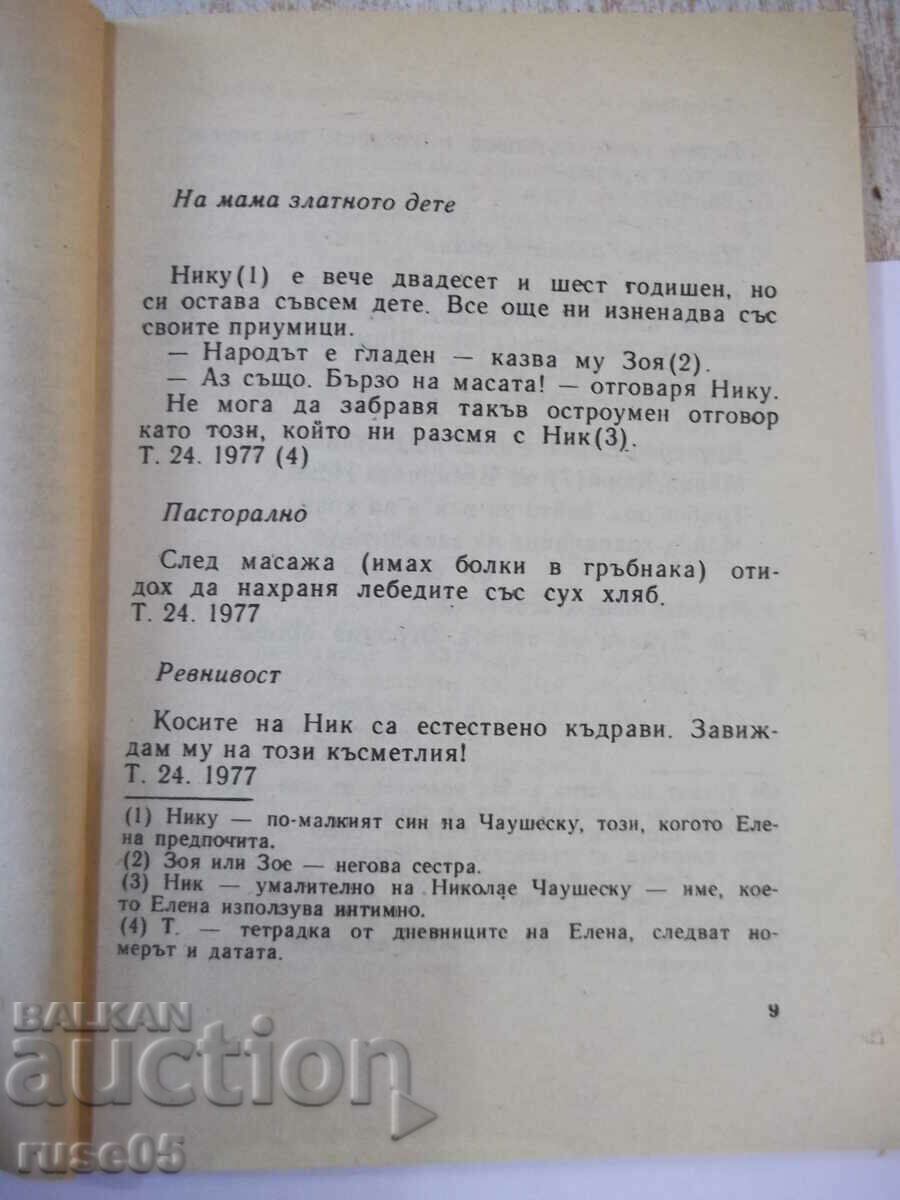 На мама златното дете
Нику(1) е вече двадесет и шест годишен, но
си остава съвсем дете. Все още ни изненадва със
своите приумици.
— Народът е гладен — казва му Зоя(2).
— Аз също. Бързо на масата! — отговаря Нику.
Не мога да забравя такъв остроумен отговор
като този, който ни разсмя с Ник(3).
Т. 24. 1977 (4)
Пасторално
След масажа (имах болки в гръбнака) оти-
дох да нахраня лебедите със сух хляб.
Т. 24. 1977
Ревнивост
Косите на Ник са естествено къдрави. Завиж-
дам му на този късметлия!
Т. 24. 1977
(1) Нику — по-малкият син на Чаушеску, този, когото Еле-
на предпочита.
(2) Зоя или Зое — негова сестра.
(3) Ник — умалително на Николае Чаушеску — име, кое-
то Елена използува интимно.
(4) Т. — тетрадка от дневниците на Елена, следват но-
мерът и датата.
9
BALKAN
auction
ruse05